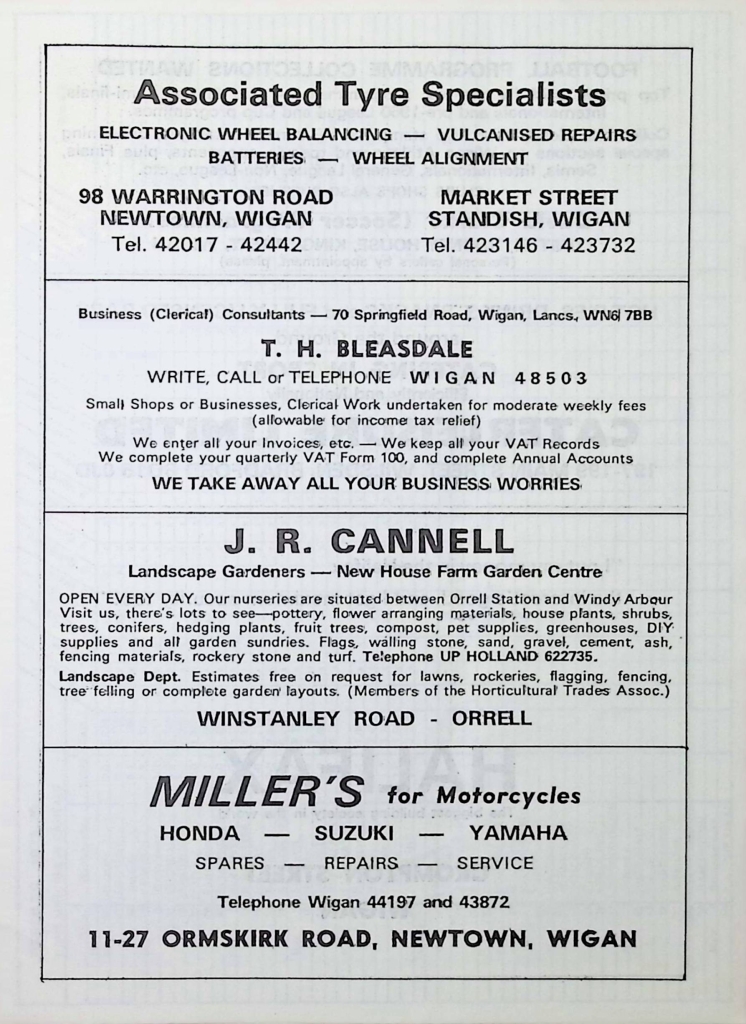 Associated Tyre Specialists
ELECTRONIC WHEEL BALANCING — VULCANISED REPAIRS
BATTERIES — WHEEL ALIGNMENT
98 WARRINGTON ROAD
NEWTOWN, WIGAN
Tel. 42017 - 42442
MARKET STREET
STANDISH, WIGAN
Tel. 423146 - 423732
Business (Clerical) Consultants — 70 Springfield Road, Wigan, Lancs., WN6 7BB
T. H. BLEASDALE
WRITE, CALL or TELEPHONE WIGAN 48503
Small Shops or Businesses, Clerical Work undertaken for moderate weekly fees
(allowable for income tax relief)
We enter all your Invoices, etc. — We keep all your VAT Records
We complete your quarterly VAT Form 100, and complete Annual Accounts
WE TAKE AWAY ALL YOUR BUSINESS WORRIES
J. R. CANNELL
Landscape Gardeners — New House Farm Garden Centre
OPEN EVERY DAY. Our nurseries are situated between Orrell Station and Windy Arbour
Visit us, there's lots to see—pottery, flower arranging materials, house plants, shrubs,
trees, conifers, hedging plants, fruit trees, compost, pet supplies, greenhouses, DIY
supplies and all garden sundries. Flags, walling stone, sand, gravel, cement, ash,
fencing materials, rockery stone and turf. Telephone UP HOLLAND 622735.
Landscape Dept. Estimates free on request for lawns, rockeries, flagging, fencing,
tree felling or complete garden layouts. (Members of the Horticultural Trades Assoc.)
WINSTANLEY ROAD - ORRELL
MILLER'S for Motorcycles
HONDA — SUZUKI — YAMAHA
SPARES — REPAIRS — SERVICE
Telephone Wigan 44197 and 43872
11-27 ORMSKIRK ROAD, NEWTOWN, WIGAN